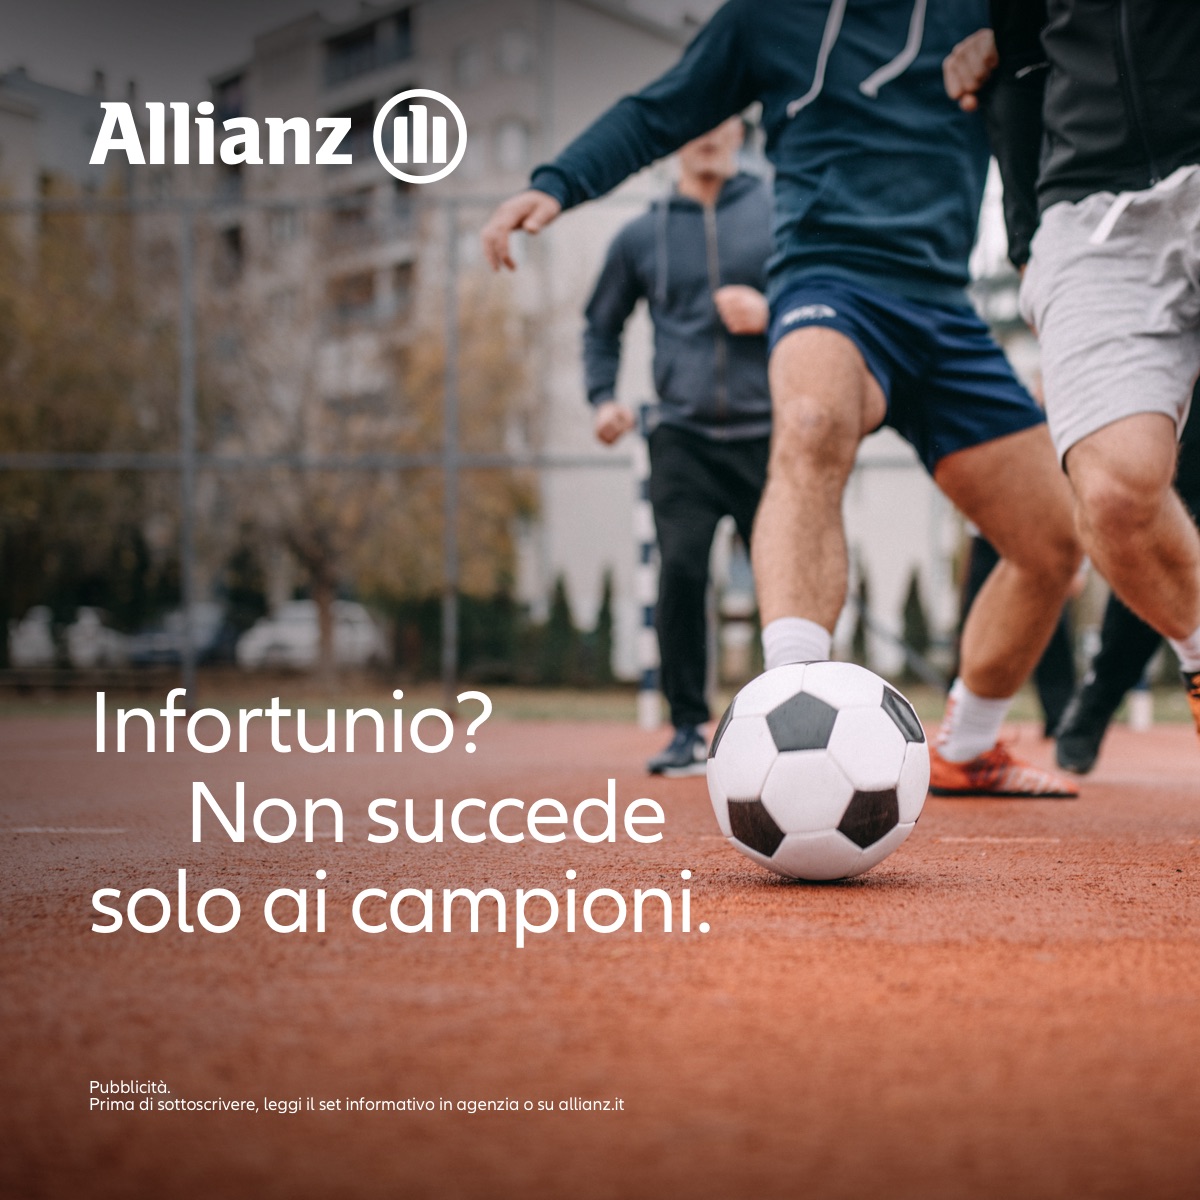 Allianz
Infortunio?
Non succede
solo ai campioni.
Pubblicità.
Prima di sottoscrivere, leggi il set informativo in agenzia o su allianz.it